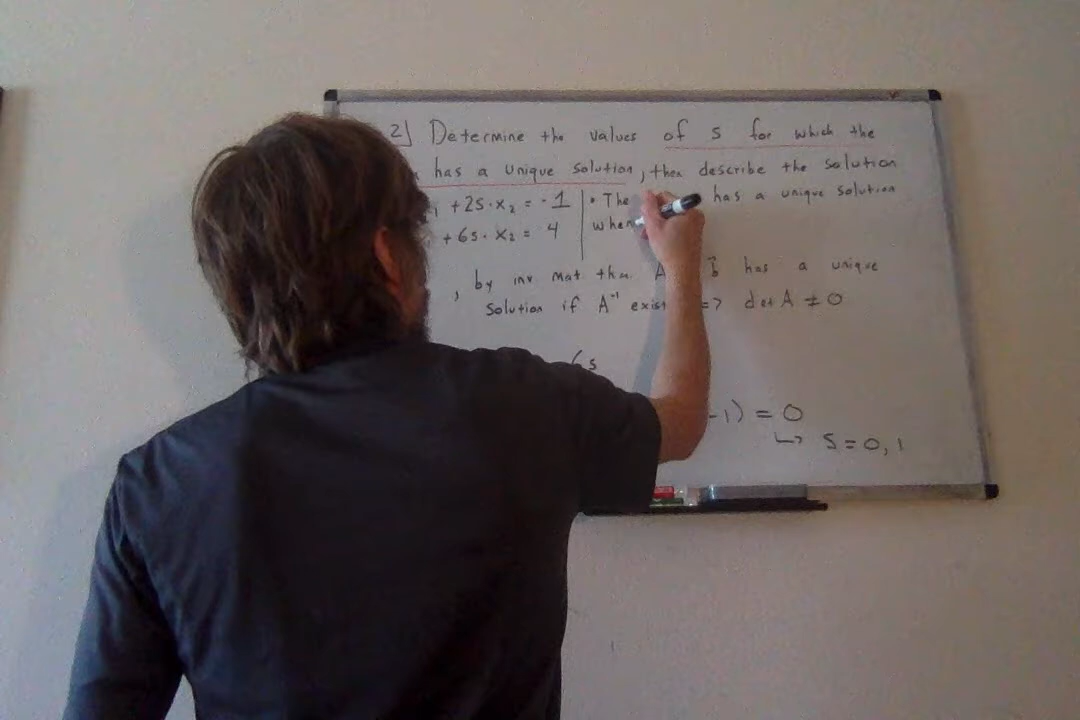 2] Determine the values of s for which the
has a unique solution, then describe the solution
+ 2s·x₂ = -1
• The has a unique solution
+ 6s·x₂ = 4
when
, by inv mat thm A b⃗ has a unique
solution if A⁻¹ exist => det A ≠ 0
6s
-1) = 0
↳ s = 0, 1